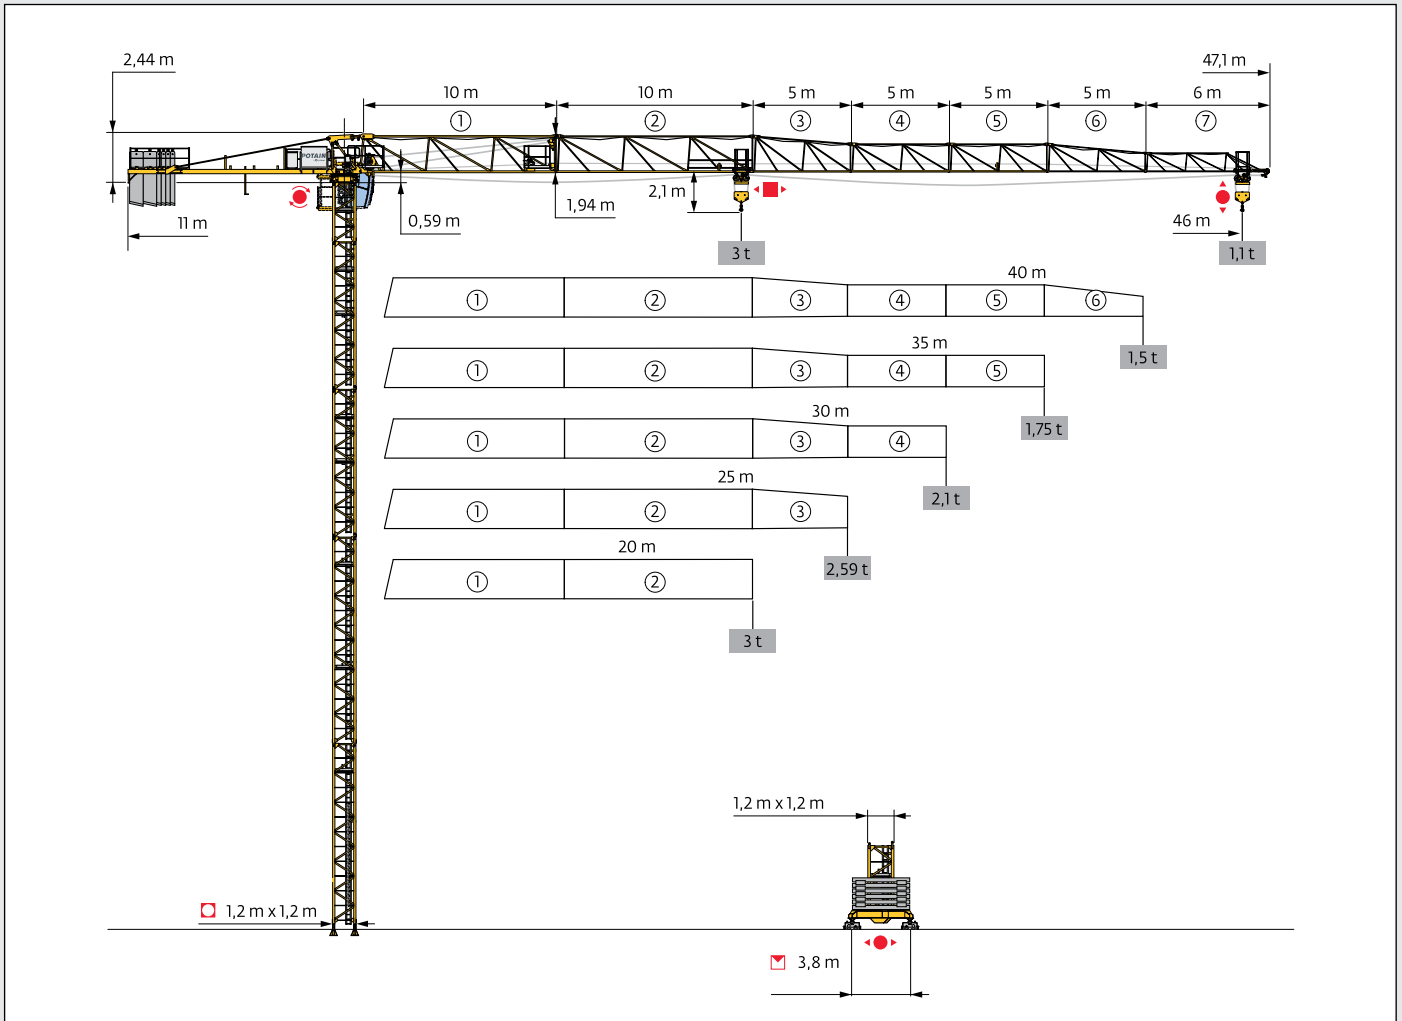 2,44 m
47,1 m
10 m
10 m
5 m
5 m
5 m
5 m
6 m
① ② ③ ④ ⑤ ⑥ ⑦
POTAIN
2,1 m
11 m
0,59 m
1,94 m
46 m
3 t
1,1 t
40 m
① ② ③ ④ ⑤ ⑥
1,5 t
35 m
① ② ③ ④ ⑤
1,75 t
30 m
① ② ③ ④
2,1 t
25 m
① ② ③
2,59 t
20 m
① ②
3 t
1,2 m x 1,2 m
1,2 m x 1,2 m
3,8 m